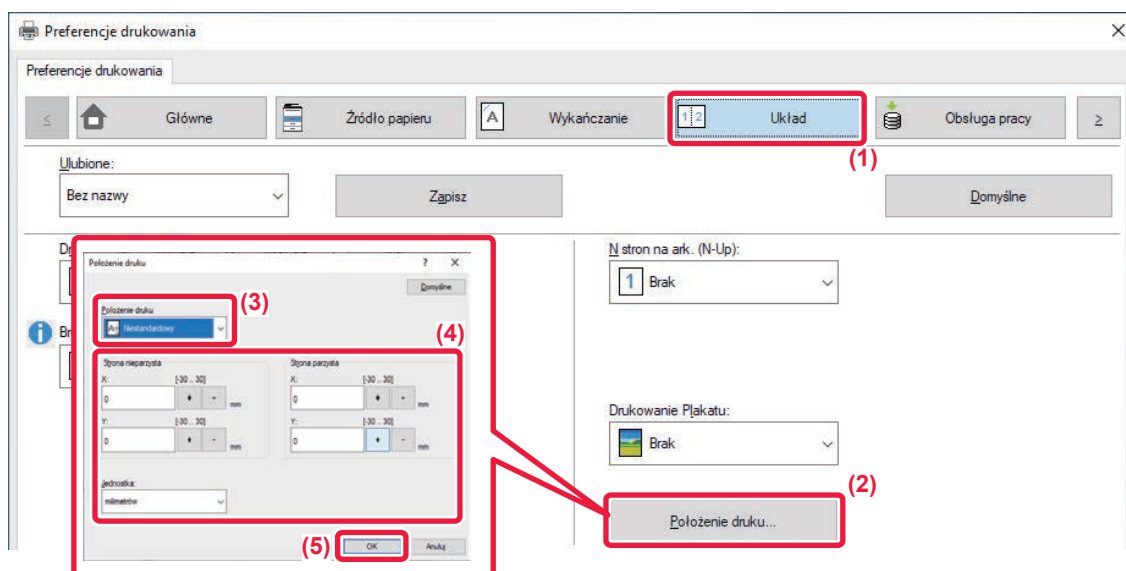 Preferencje drukowania
Preferencje drukowania
< Główne Źródło papieru A Wykańczanie 1 2 Układ Obsługa pracy >
(1)
Ulubione:
Bez nazwy Zapisz Domyślne
N stron na ark. (N-Up):
1 Brak
Drukowanie Plakatu:
Brak
(2)
Położenie druku...
Położenie druku ? X
Domyślne
(3)
Położenie druku
Niestandardowy
(4)
Strona nieparzysta Strona parzysta
X: [-30 .. 30] X: [-30 .. 30]
0 + - mm 0 + - mm
Y: [-30 .. 30] Y: [-30 .. 30]
0 + - mm 0 + - mm
Jednostka:
milimetrów
(5) OK Anuluj